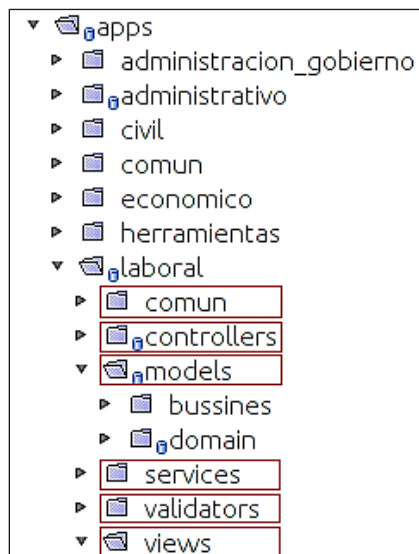 apps
administracion_gobierno
administrativo
civil
comun
economico
herramientas
laboral
comun
controllers
models
bussines
domain
services
validators
views